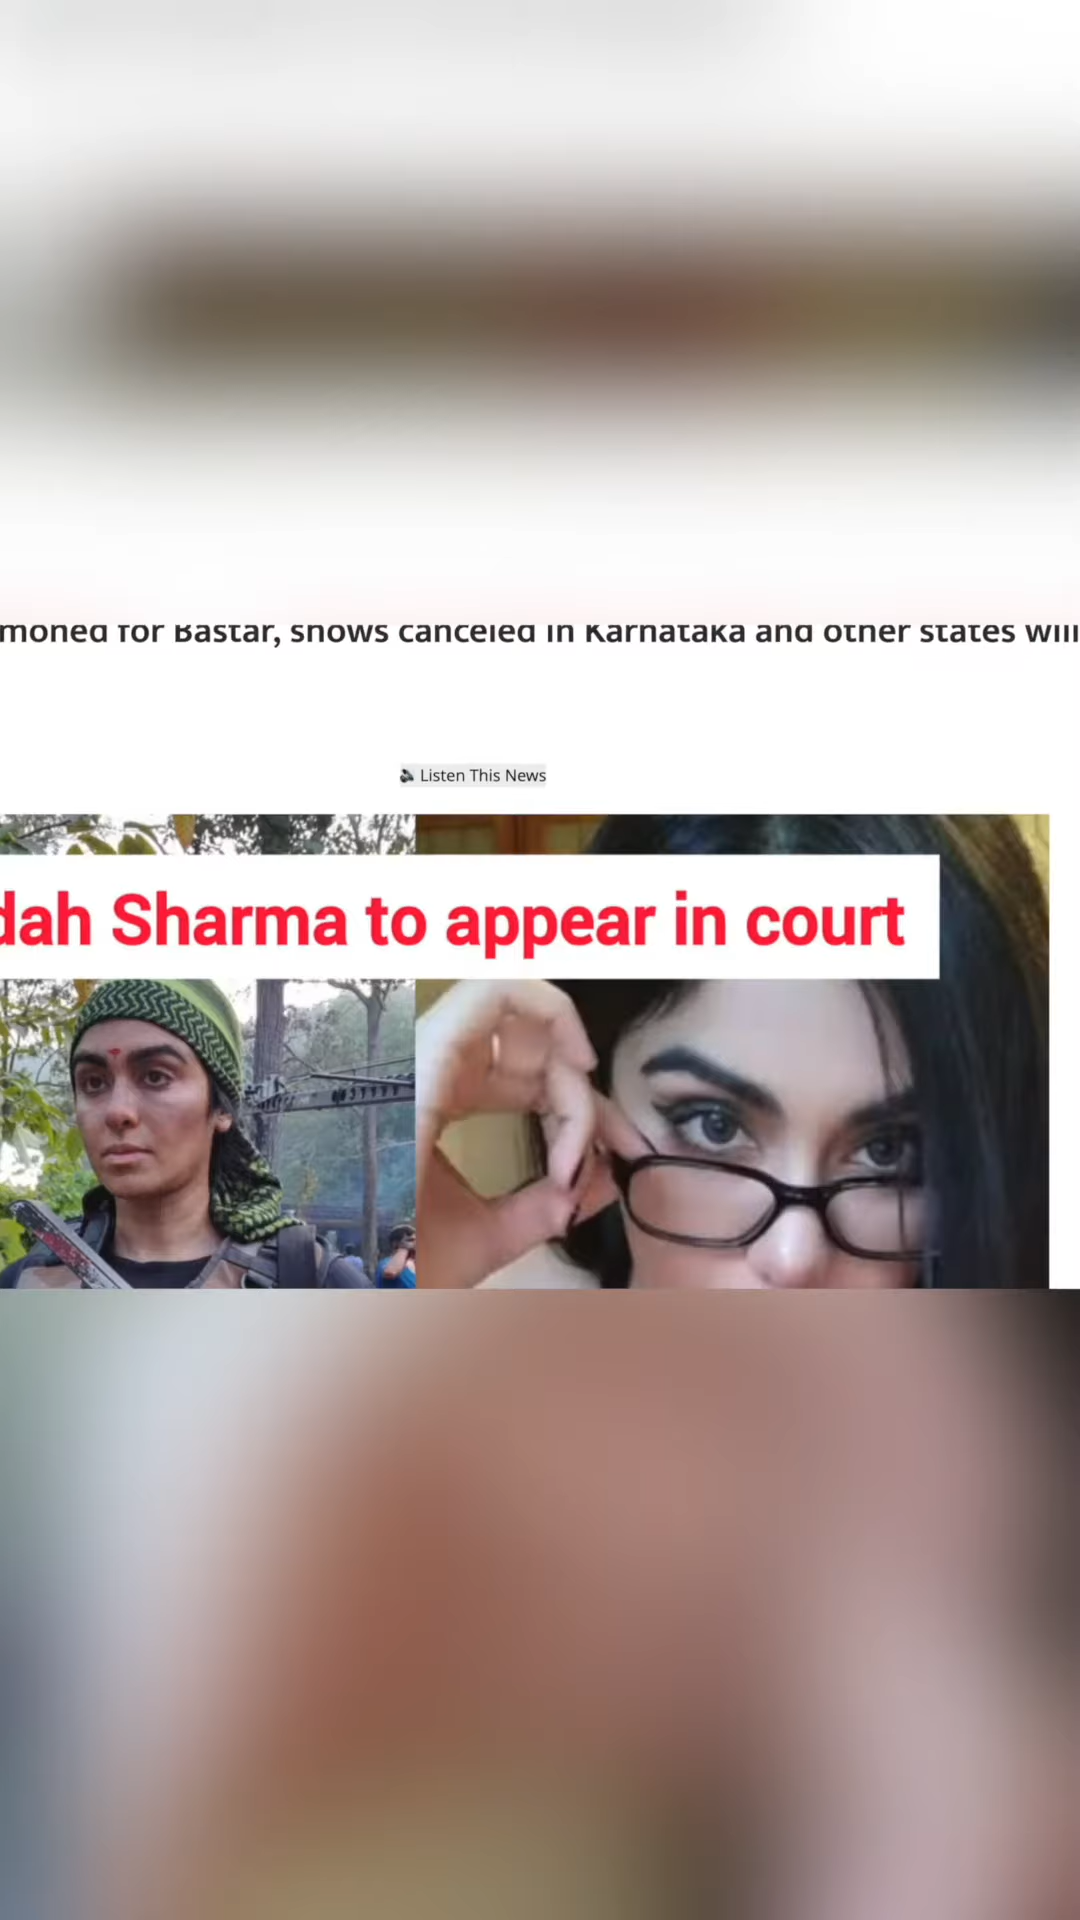 moned for Bastar, shows canceled in Karnataka and other states will
Listen This News
dah Sharma to appear in court